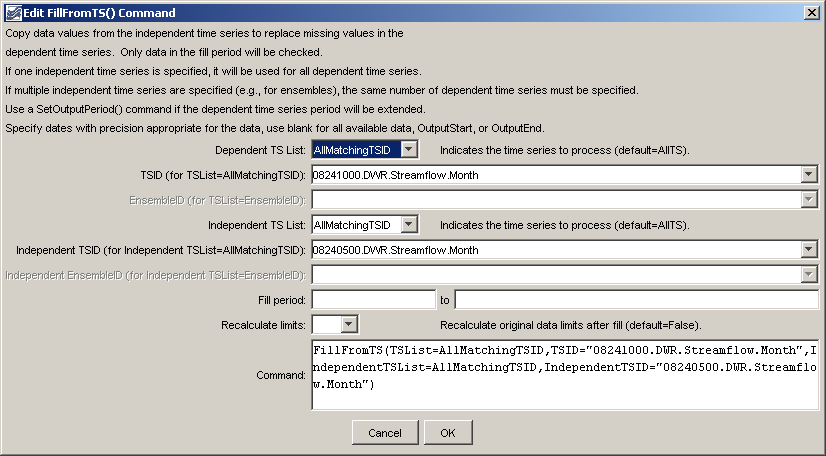 Edit FillFromTS() Command
Copy data values from the independent time series to replace missing values in the
dependent time series.  Only data in the fill period will be checked.
If one independent time series is specified, it will be used for all dependent time series.
If multiple independent time series are specified (e.g., for ensembles), the same number of dependent time series must be specified.
Use a SetOutputPeriod() command if the dependent time series period will be extended.
Specify dates with precision appropriate for the data, use blank for all available data, OutputStart, or OutputEnd.
Dependent TS List: AllMatchingTSID Indicates the time series to process (default=AllTS).
TSID (for TSList=AllMatchingTSID): 08241000.DWR.Streamflow.Month
EnsembleID (for TSList=EnsembleID):
Independent TS List: AllMatchingTSID Indicates the time series to process (default=AllTS).
Independent TSID (for Independent TSList=AllMatchingTSID): 08240500.DWR.Streamflow.Month
Independent EnsembleID (for Independent TSList=EnsembleID):
Fill period: to
Recalculate limits: Recalculate original data limits after fill (default=False).
Command: FillFromTS(TSList=AllMatchingTSID,TSID="08241000.DWR.Streamflow.Month",I
ndependentTSList=AllMatchingTSID,IndependentTSID="08240500.DWR.Streamflo
w.Month")
Cancel OK